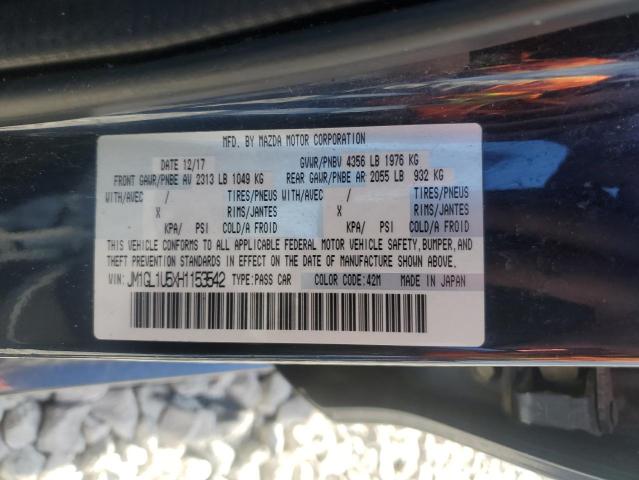 MFD. BY MAZDA MOTOR CORPORATION
DATE 12/17 GVWR/PNBV 4356 LB 1976 KG
FRONT GAWR/PNBE AV 2313 LB 1049 KG REAR GAWR/PNBE AR 2055 LB 932 KG
WITH/AVEC / TIRES/PNEUS WITH/AVEC / TIRES/PNEUS
X RIMS/JANTES X RIMS/JANTES
KPA/ PSI COLD/A FROID KPA/ PSI COLD/A FROID
THIS VEHICLE CONFORMS TO ALL APPLICABLE FEDERAL MOTOR VEHICLE SAFETY, BUMPER, AND
THEFT PREVENTION STANDARDS IN EFFECT ON THE DATE OF MANUFACTURE SHOWN ABOVE.
VIN: JM1GL1U5XH1153542 TYPE:PASS CAR COLOR CODE:42M MADE IN JAPAN